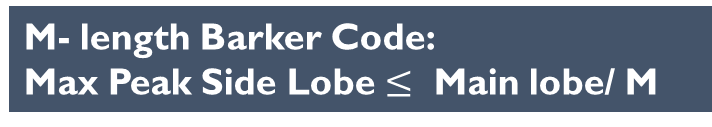 M- length Barker Code:
Max Peak Side Lobe ≤ Main lobe/ M